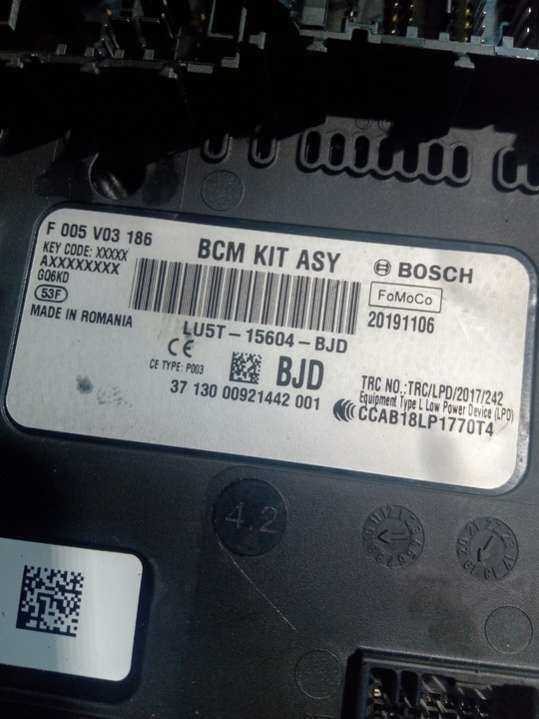 F 005 V03 186
KEY CODE: XXXXX
AXXXXXXXX
GQ6KD
53F
MADE IN ROMANIA
BCM KIT ASY
LU5T-15604-BJD
CE
CE TYPE: P003
BJD
37 130 00921442 001
BOSCH
FoMoCo
20191106
TRC NO.:TRC/LPD/2017/242
Equipment Type L Low Power Device (LPD)
CCAB18LP1770T4
4.2